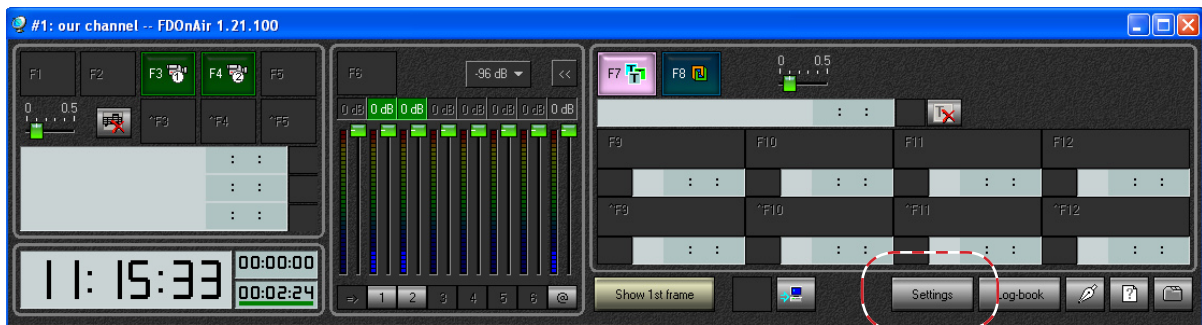 #1: our channel -- FDOnAir 1.21.100
F1 F2 F3 1 F4 2 F5
0 0.5
^F3 ^F4 ^F5
: :
: :
: :
11:15:33
00:00:00
00:02:24
F6 -96 dB <<
0 dB 0 dB 0 dB 0 dB 0 dB 0 dB 0 dB 0 dB
=> 1 2 3 4 5 6 @
F7 T F8 0 0.5
: : T
F9 F10 F11 F12
: : : : : : : :
^F9 ^F10 ^F11 ^F12
: : : : : : : :
Show 1st frame Settings Log-book ?